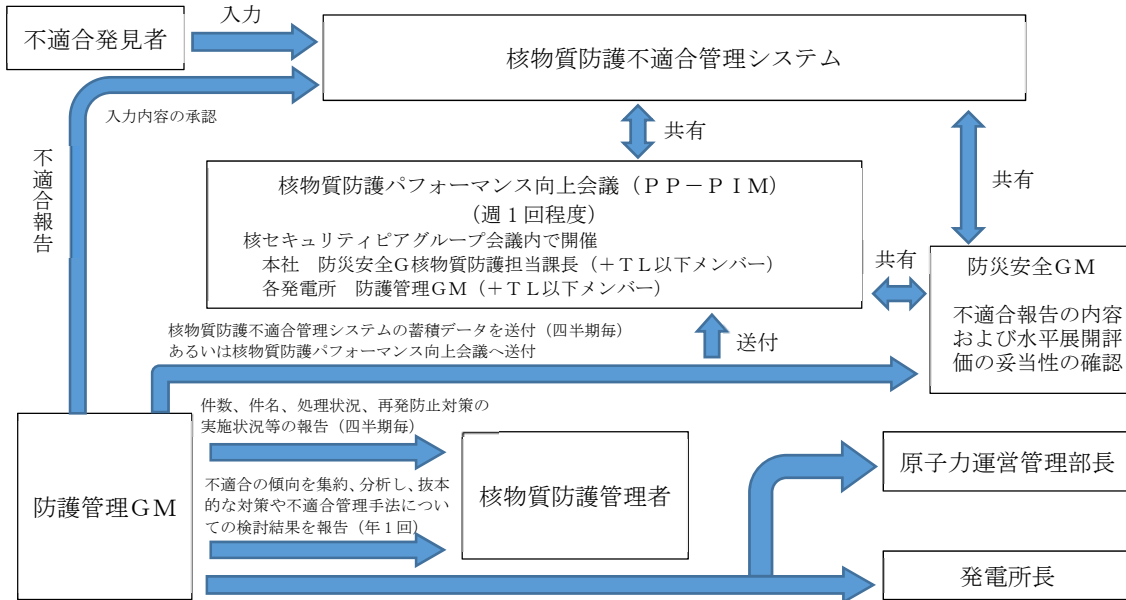 入力
不適合発見者
核物質防護不適合管理システム
入力内容の承認
不適合報告
共有
共有
核物質防護パフォーマンス向上会議（ＰＰ－ＰＩＭ）
（週１回程度）
核セキュリティピアグループ会議内で開催
本社　防災安全Ｇ核物質防護担当課長（＋ＴＬ以下メンバー）
各発電所　防護管理ＧＭ（＋ＴＬ以下メンバー）
共有
防災安全ＧＭ
不適合報告の内容
および水平展開評
価の妥当性の確認
核物質防護不適合管理システムの蓄積データを送付（四半期毎）
あるいは核物質防護パフォーマンス向上会議へ送付
送付
件数、件名、処理状況、再発防止対策の
実施状況等の報告（四半期毎）
不適合の傾向を集約、分析し、抜本
的な対策や不適合管理手法につい
ての検討結果を報告（年１回）
防護管理ＧＭ
核物質防護管理者
原子力運営管理部長
発電所長